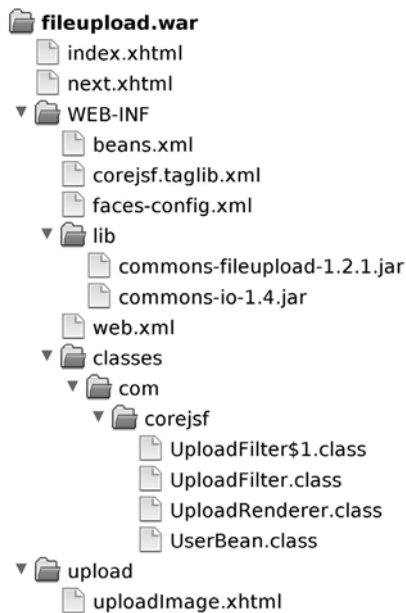 fileupload.war
index.xhtml
next.xhtml
WEB-INF
beans.xml
corejsf.taglib.xml
faces-config.xml
lib
commons-fileupload-1.2.1.jar
commons-io-1.4.jar
web.xml
classes
com
corejsf
UploadFilter$1.class
UploadFilter.class
UploadRenderer.class
UserBean.class
upload
uploadImage.xhtml